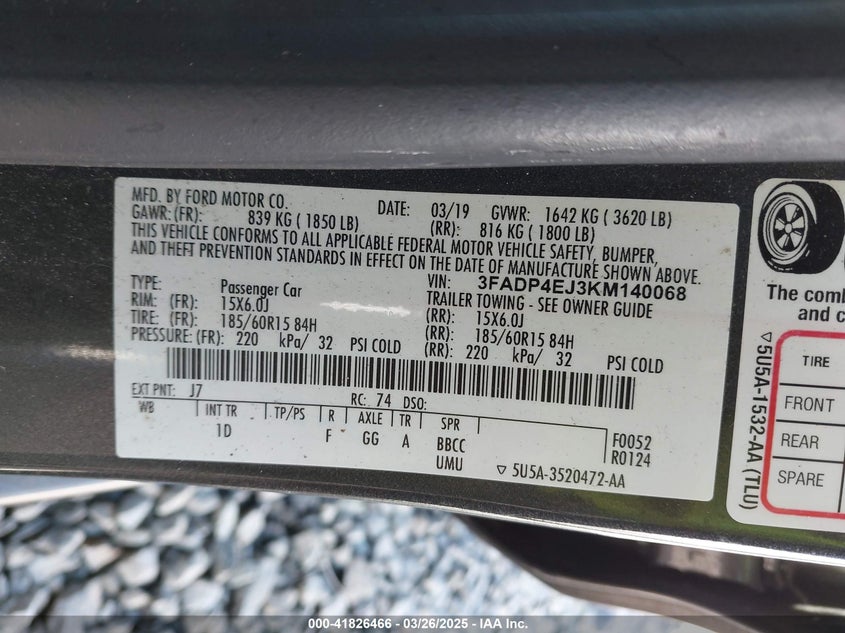 MFD. BY FORD MOTOR CO.
DATE: 03/19 GVWR: 1642 KG ( 3620 LB)
GAWR: (FR): 839 KG ( 1850 LB) (RR): 816 KG ( 1800 LB)
THIS VEHICLE CONFORMS TO ALL APPLICABLE FEDERAL MOTOR VEHICLE SAFETY, BUMPER,
AND THEFT PREVENTION STANDARDS IN EFFECT ON THE DATE OF MANUFACTURE SHOWN ABOVE.
VIN: 3FADP4EJ3KM140068
TYPE: Passenger Car TRAILER TOWING - SEE OWNER GUIDE
RIM: (FR): 15X6.0J (RR): 15X6.0J
TIRE: (FR): 185/60R15 84H (RR): 185/60R15 84H
PRESSURE: (FR): 220 kPa/ 32 PSI COLD (RR): 220 kPa/ 32 PSI COLD
EXT PNT: J7 RC: 74 DSO:
WB INT TR TP/PS R AXLE TR SPR
1D F GG A BBCC
UMU
F0052
R0124
▽ 5U5A-3520472-AA
The comb
and c
TIRE
FRONT
REAR
SPARE
▽ 5U5A-1532-AA (TLU)
000-41826466 - 03/26/2025 - IAA Inc.